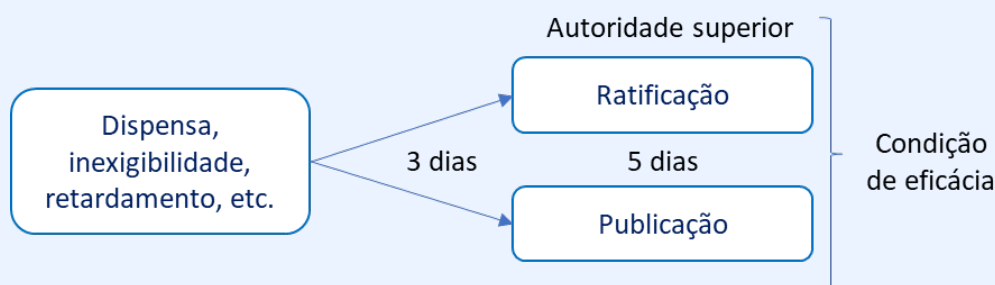 Autoridade superior
Ratificação
Dispensa,
inexigibilidade,
retardamento, etc.
3 dias
5 dias
Condição
de eficácia
Publicação